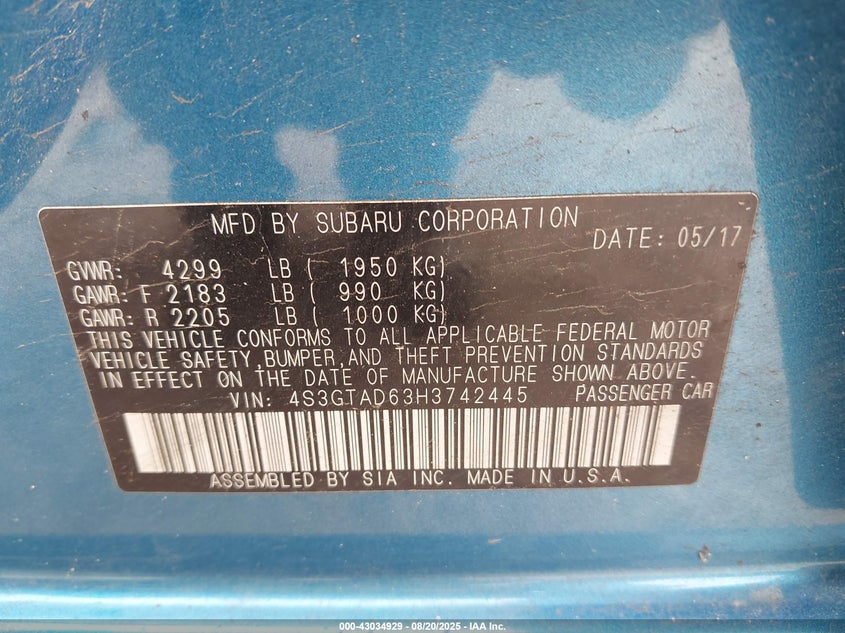 MFD BY SUBARU CORPORATION
DATE: 05/17
GVWR: 4299 LB ( 1950 KG)
GAWR: F 2183 LB ( 990 KG)
GAWR: R 2205 LB ( 1000 KG)
THIS VEHICLE CONFORMS TO ALL APPLICABLE FEDERAL MOTOR
VEHICLE SAFETY,BUMPER,AND THEFT PREVENTION STANDARDS
IN EFFECT ON THE DATE OF MANUFACTURE SHOWN ABOVE.
VIN: 4S3GTAD63H3742445 PASSENGER CAR
ASSEMBLED BY SIA INC. MADE IN U.S.A.
000-43034929 - 08/20/2025 - IAA Inc.